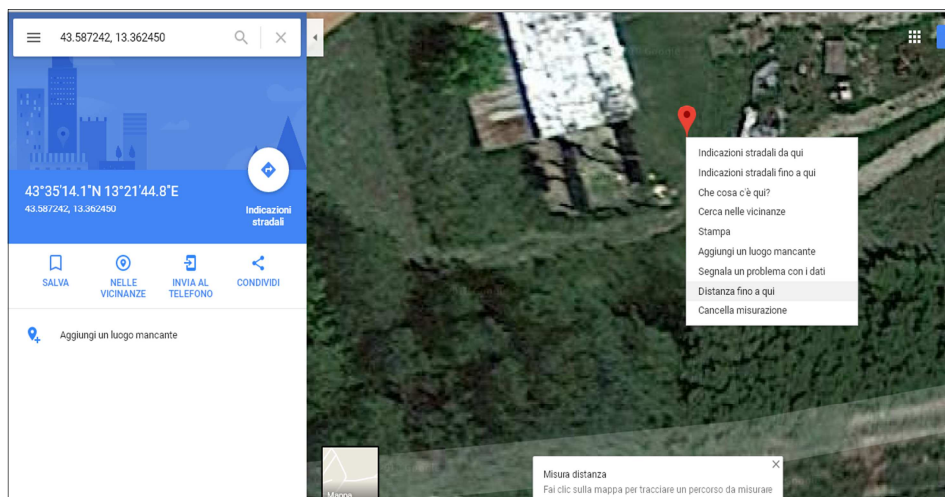 43.587242, 13.362450
43°35'14.1"N 13°21'44.8"E
43.587242, 13.362450
Indicazioni
stradali
SALVA
NELLE
VICINANZE
INVIA AL
TELEFONO
CONDIVIDI
Aggiungi un luogo mancante
Indicazioni stradali da qui
Indicazioni stradali fino a qui
Che cosa c'è qui?
Cerca nelle vicinanze
Stampa
Aggiungi un luogo mancante
Segnala un problema con i dati
Distanza fino a qui
Cancella misurazione
Mappa
Misura distanza
Fai clic sulla mappa per tracciare un percorso da misurare